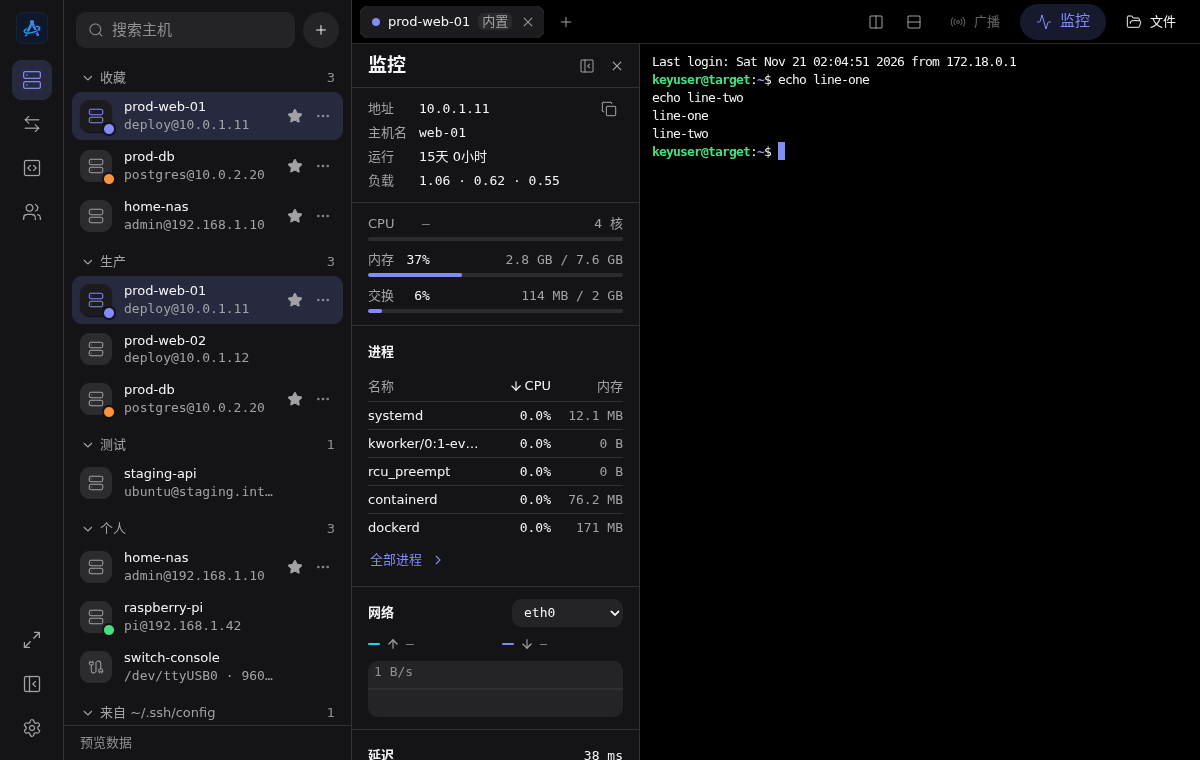 搜索主机
收藏 3
prod-web-01
deploy@10.0.1.11
prod-db
postgres@10.0.2.20
home-nas
admin@192.168.1.10
生产 3
prod-web-01
deploy@10.0.1.11
prod-web-02
deploy@10.0.1.12
prod-db
postgres@10.0.2.20
测试 1
staging-api
ubuntu@staging.int…
个人 3
home-nas
admin@192.168.1.10
raspberry-pi
pi@192.168.1.42
switch-console
/dev/ttyUSB0 · 960…
来自 ~/.ssh/config 1
预览数据
prod-web-01 内置
广播 监控 文件
监控
地址 10.0.1.11
主机名 web-01
运行 15天 0小时
负载 1.06 · 0.62 · 0.55
CPU — 4 核
内存 37% 2.8 GB / 7.6 GB
交换 6% 114 MB / 2 GB
进程
名称 CPU 内存
systemd 0.0% 12.1 MB
kworker/0:1-ev… 0.0% 0 B
rcu_preempt 0.0% 0 B
containerd 0.0% 76.2 MB
dockerd 0.0% 171 MB
全部进程
网络 eth0
— —
1 B/s
延迟 38 ms
Last login: Sat Nov 21 02:04:51 2026 from 172.18.0.1
keyuser@target:~$ echo line-one
echo line-two
line-one
line-two
keyuser@target:~$